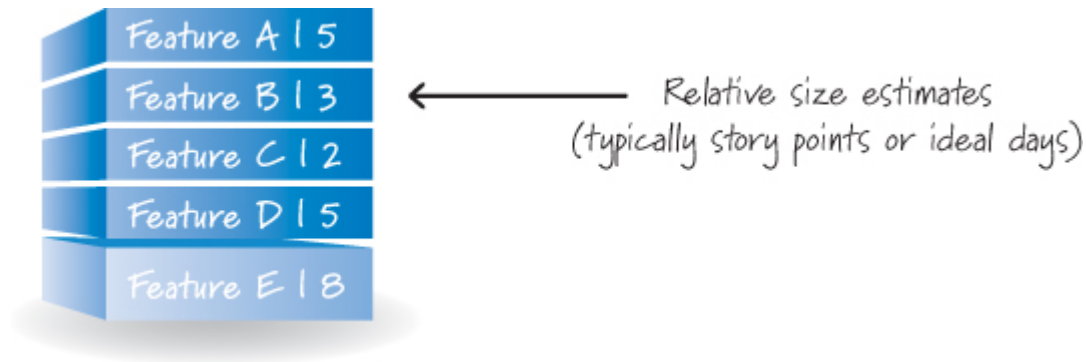 Feature A | 5
Feature B | 3
Feature C | 2
Feature D | 5
Feature E | 8
Relative size estimates
(typically story points or ideal days)